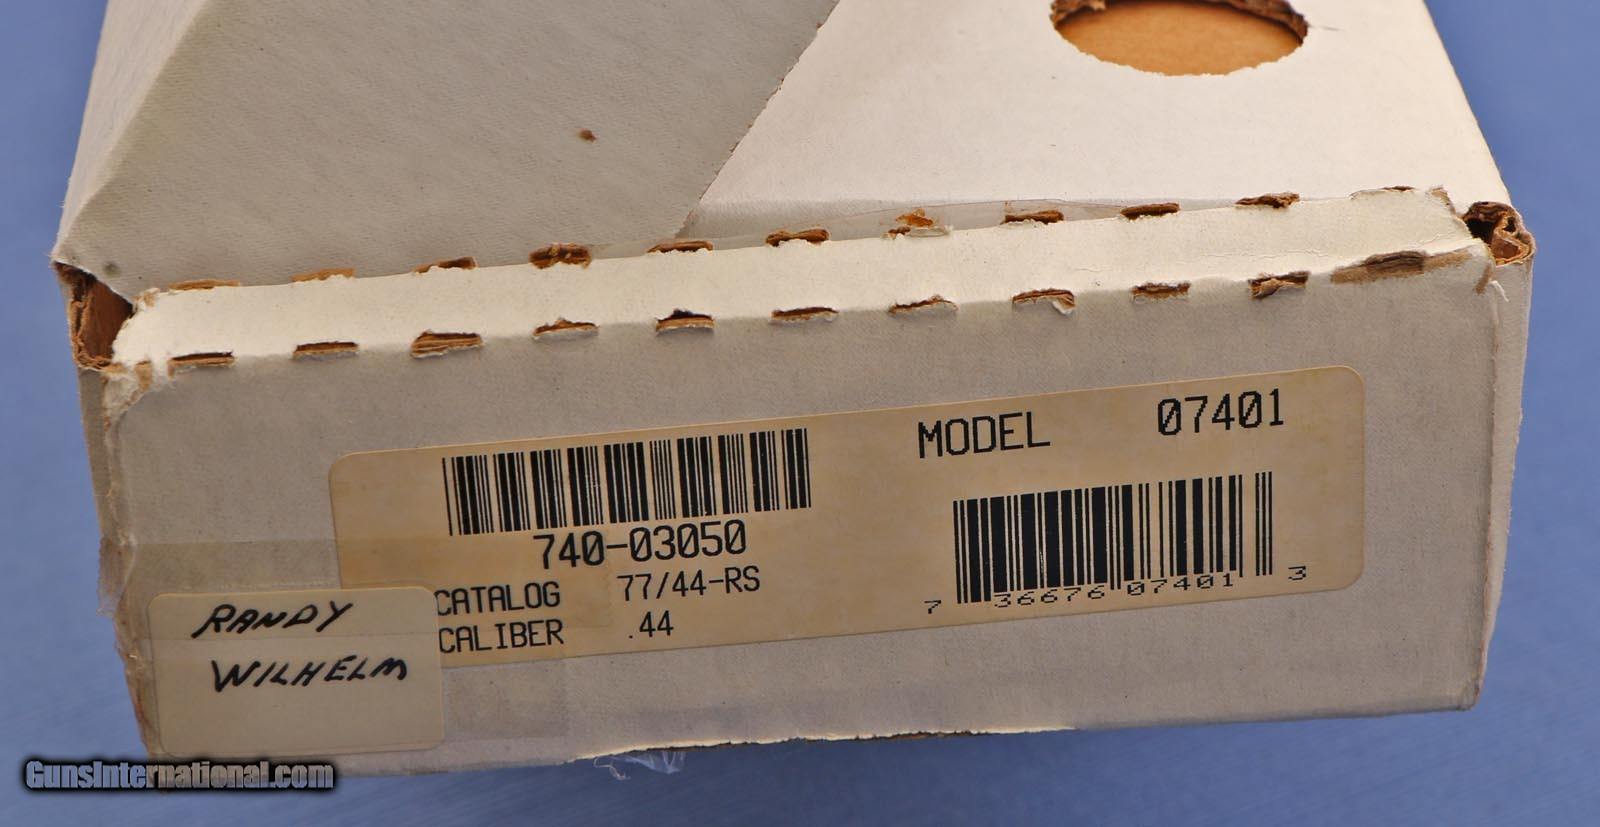 MODEL 07401
740-03050
CATALOG 77/44-RS
CALIBER .44
7 36676 07401 3
RANDY
WILHELM
GunsInternational.com